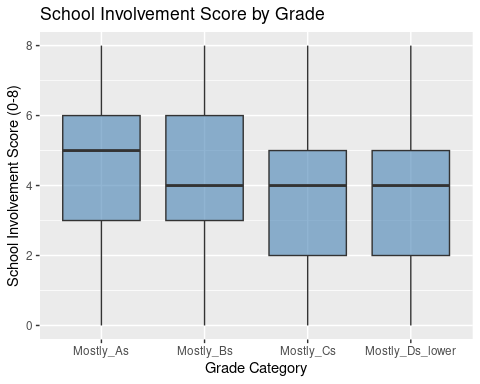 School Involvement Score by Grade
School Involvement Score (0-8)
8
6
4
2
0
Mostly_As Mostly_Bs Mostly_Cs Mostly_Ds_lower
Grade Category